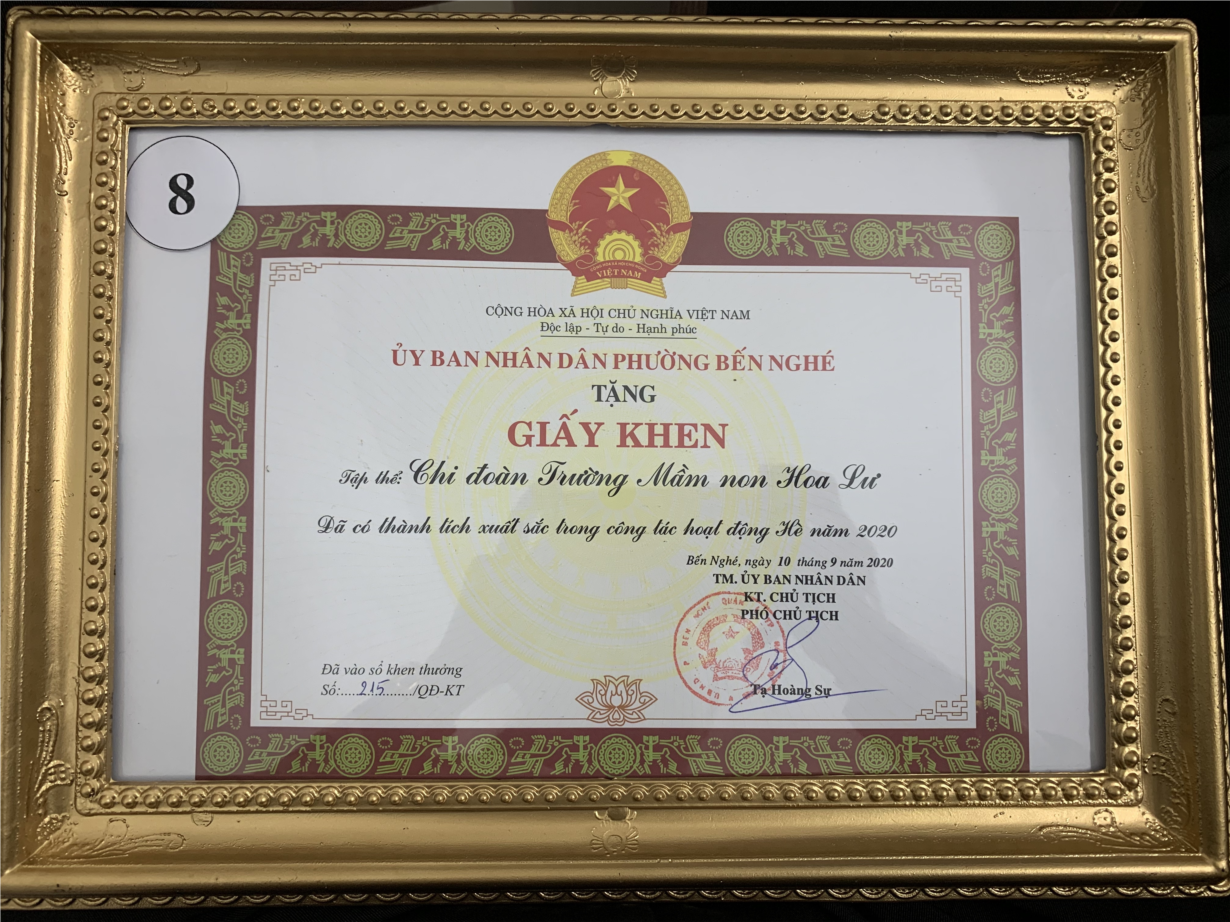 8
VIỆT NAM
CỘNG HÒA XÃ HỘI CHỦ NGHĨA VIỆT NAM
Độc lập - Tự do - Hạnh phúc
ỦY BAN NHÂN DÂN PHƯỜNG BẾN NGHÉ
TẶNG
GIẤY KHEN
Tập thể: Chi đoàn Trường Mầm non Hoa Lư
Đã có thành tích xuất sắc trong công tác hoạt động Hè năm 2020
Bến Nghé, ngày 10 tháng 9 năm 2020
TM. ỦY BAN NHÂN DÂN
KT. CHỦ TỊCH
PHÓ CHỦ TỊCH
Tạ Hoàng Sự
Đã vào sổ khen thưởng
Số:.....215....../QĐ-KT